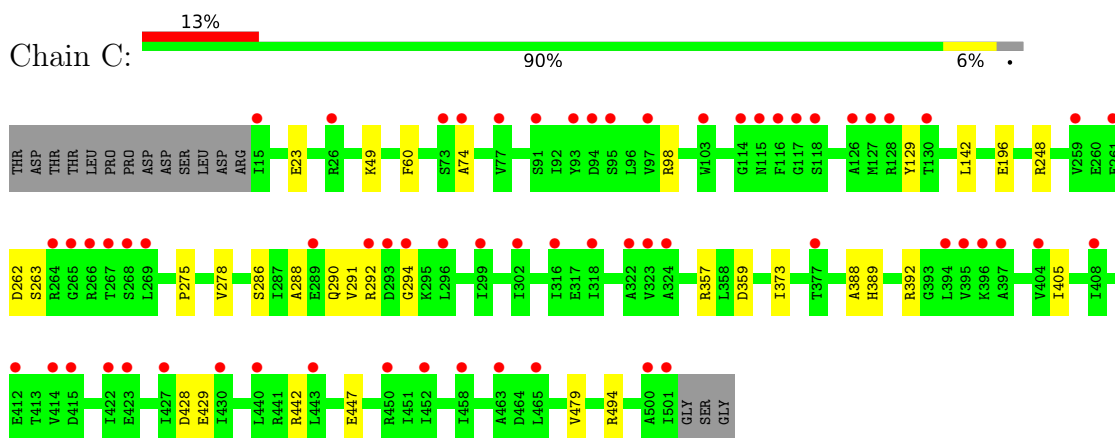 13%
Chain C:
90% 6% •
THR ASP THR THR LEU PRO PRO ASP ASP SER LEU ASP ARG I15 E23 R26 K49 F60 S73 A74 V77 S91 I92 Y93 D94 S95 L96 V97 R98 W103 G114 N115 F116 G117 S118 A126 M127 R128 Y129 T130 L142 E196 R248 V259 E260 E261
D262 S263 R264 G265 R266 T267 S268 L269 P275 V278 S286 I287 A288 E289 Q290 V291 R292 D293 G294 K295 L296 I299 I302 I316 E317 I318 A322 V323 A324 R357 L358 D359 I373 T377 A388 H389 R392 G393 L394 V395 K396 A397 V404 I405 I408
E412 T413 V414 D415 I422 E423 I427 D428 E429 I430 L440 R441 R442 L443 E447 R450 I451 I452 I458 A463 D464 L465 V479 R494 A500 I501 GLY SER GLY